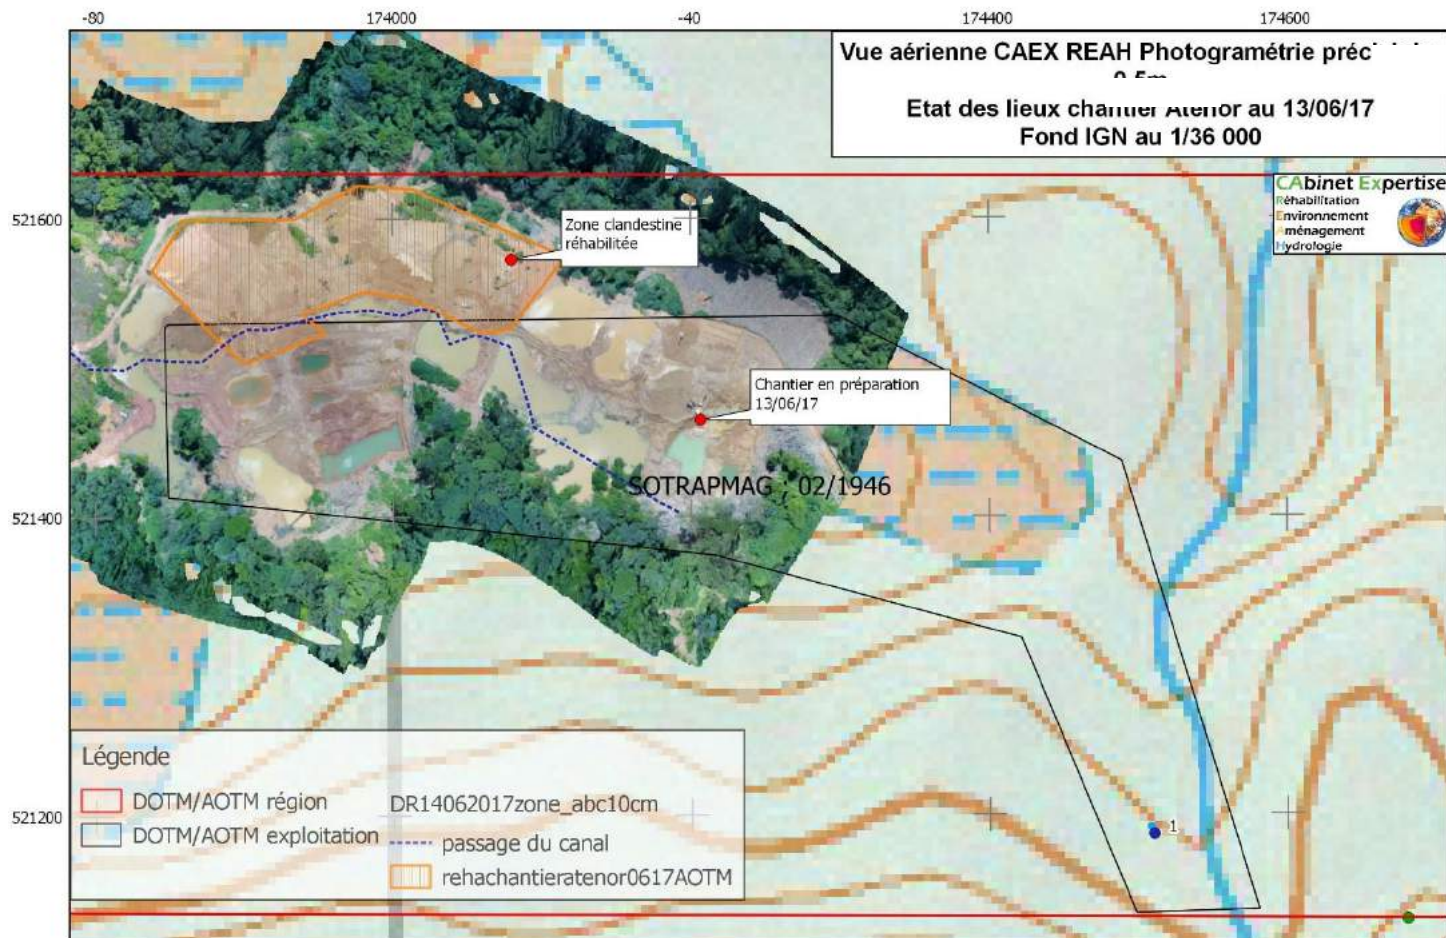 -80 174000 -40 174400 174600
Vue aérienne CAEX REAH Photogramétrie
Etat des lieux chantier Atenor au 13/06/17
Fond IGN au 1/36 000
CAbinet Expertise
Réhabilitation
Environnement
Aménagement
Hydrologie
521600
Zone clandestine
réhabilitée
Chantier en préparation
13/06/17
SOTRAPMAG ; 02/1946
521400
521200
1
Légende
DOTM/AOTM région
DOTM/AOTM exploitation
DR14062017zone_abc10cm
passage du canal
rehachantieratenor0617AOTM